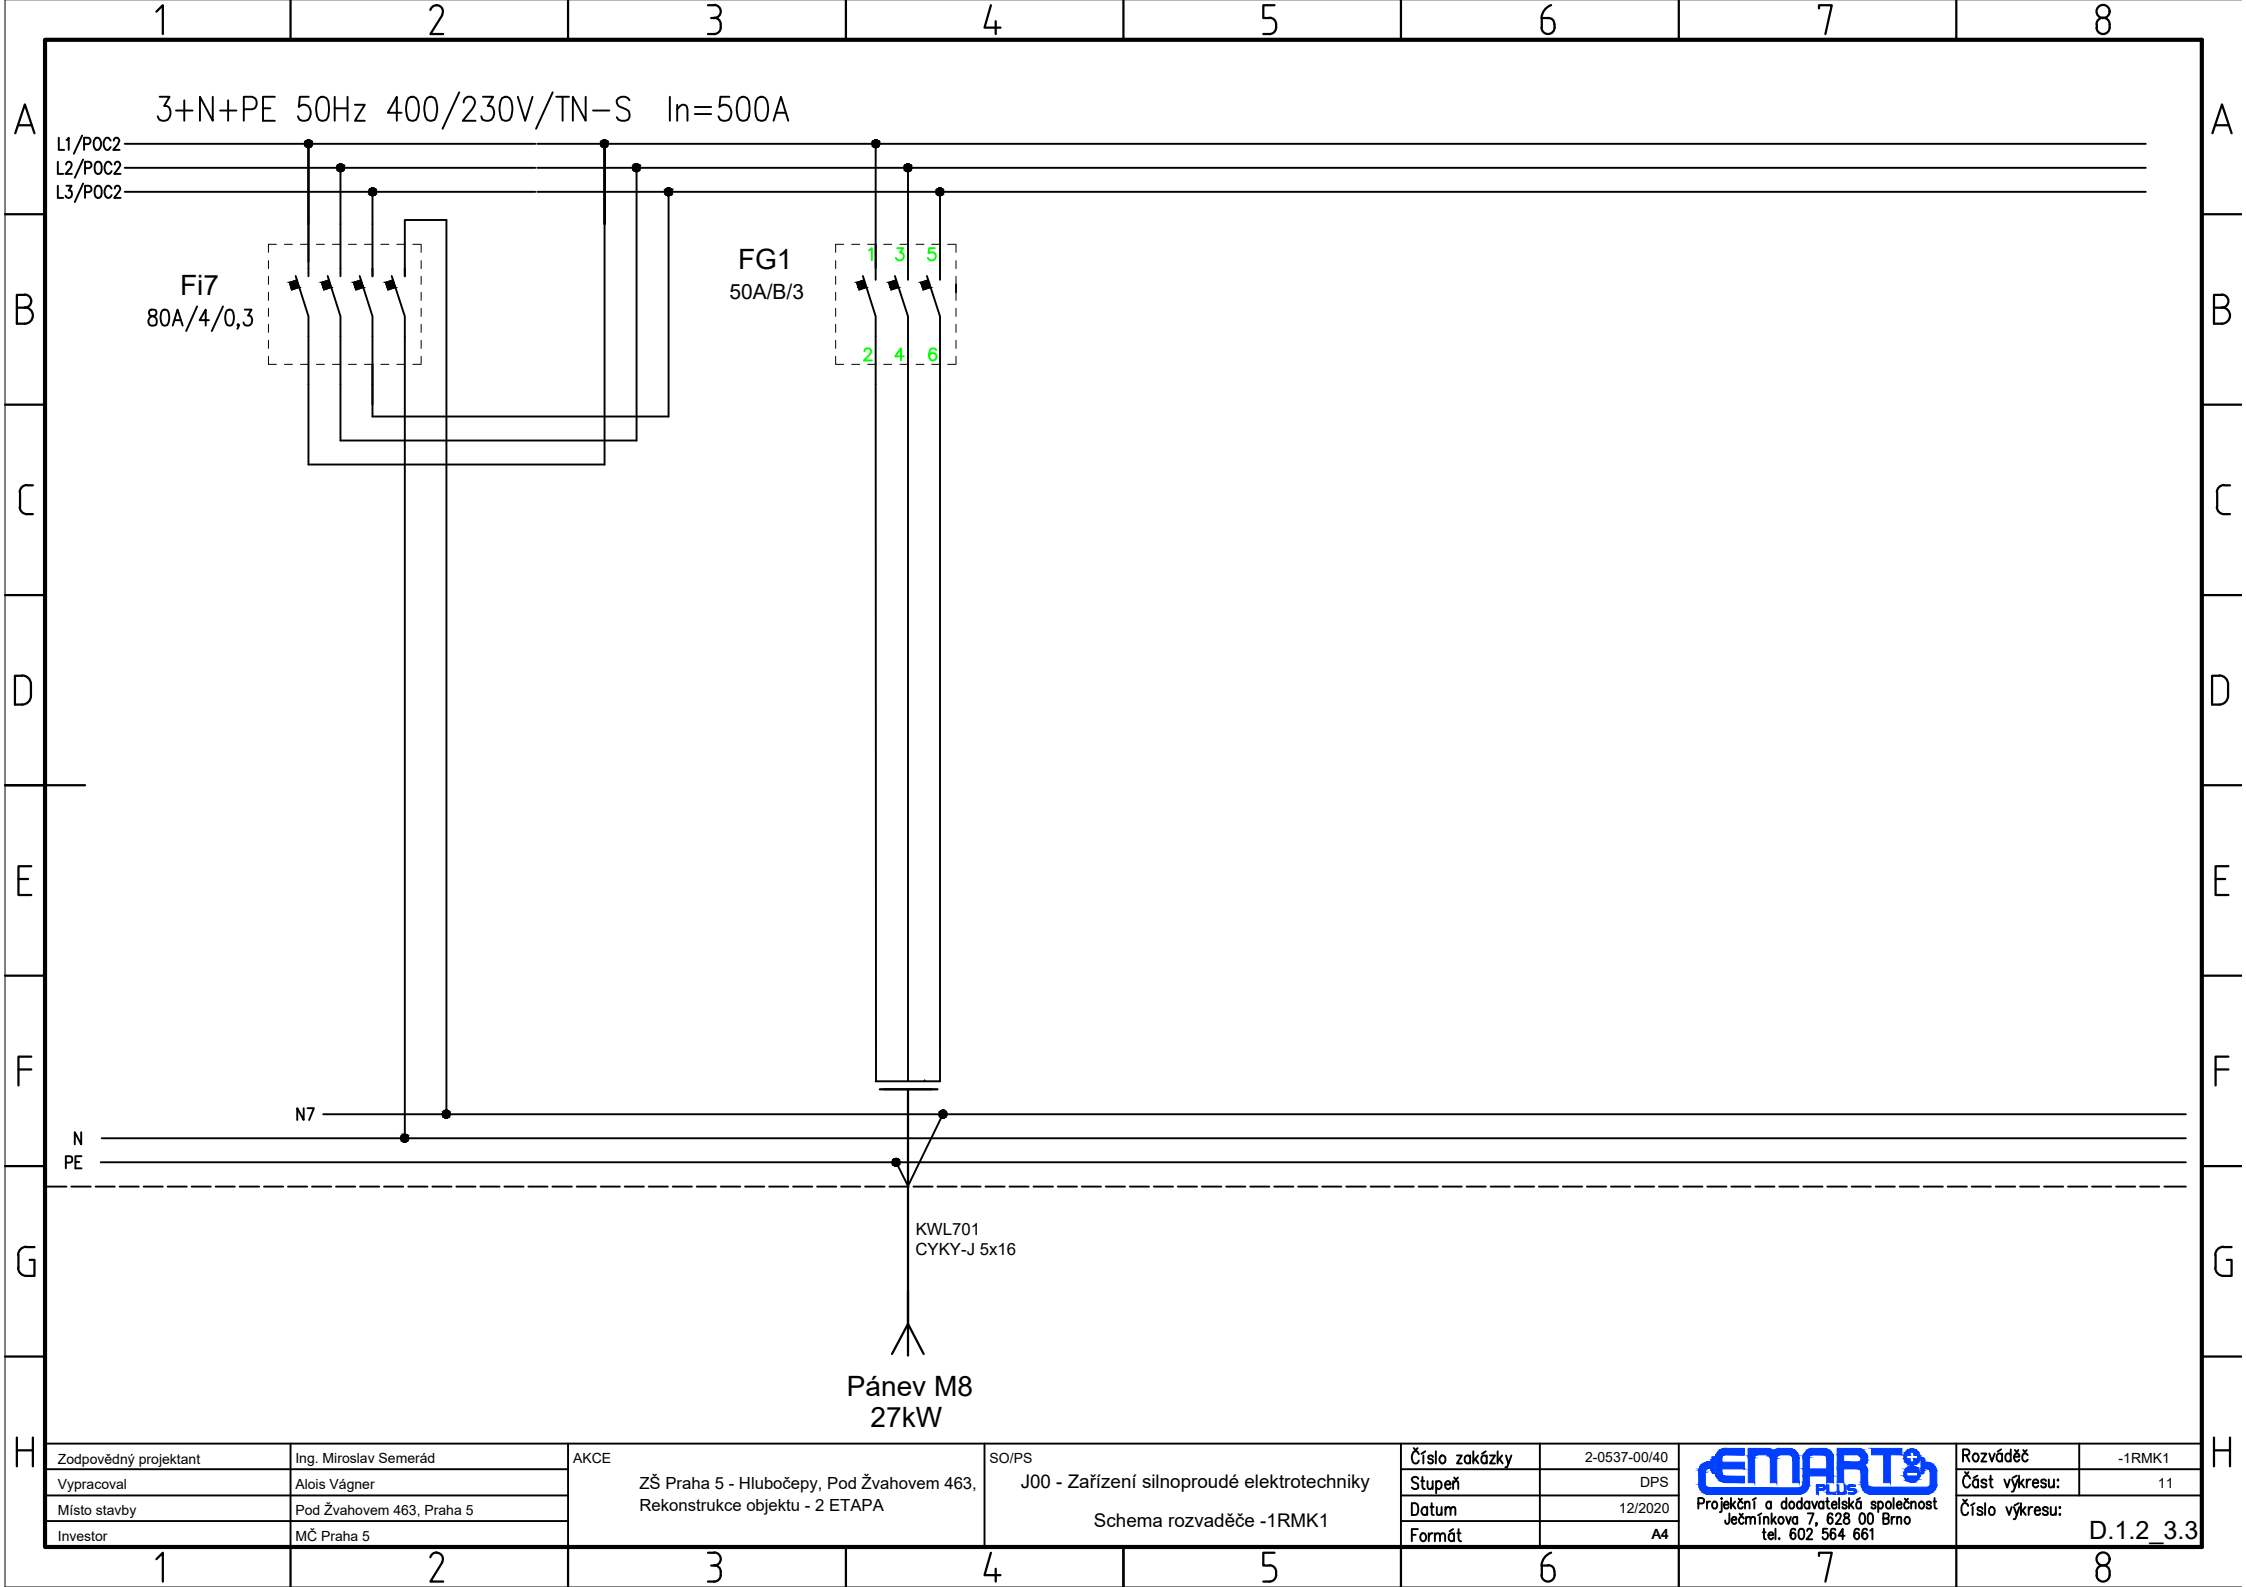 1 2 3 4 5 6 7 8
A A
3+N+PE 50Hz 400/230V/TN-S In=500A
L1/POC2
L2/POC2
L3/POC2
B B
Fi7
80A/4/0,3
FG1
50A/B/3
1 3 5
2 4 6
C C
D D
E E
F F
N7
N
PE
G G
KWL701
CYKY-J 5x16
Pánev M8
27kW
H H
Zodpovědný projektant Ing. Miroslav Semerád
Vypracoval Alois Vágner
Místo stavby Pod Žvahovem 463, Praha 5
Investor MČ Praha 5
AKCE
ZŠ Praha 5 - Hlubočepy, Pod Žvahovem 463,
Rekonstrukce objektu - 2 ETAPA
SO/PS
J00 - Zařízení silnoproudé elektrotechniky
Schema rozvaděče -1RMK1
Číslo zakázky 2-0537-00/40
Stupeň DPS
Datum 12/2020
Formát A4
EMART
PLUS
Projekční a dodavatelská společnost
Ječmínkova 7, 628 00 Brno
tel. 602 564 661
Rozváděč -1RMK1
Část výkresu: 11
Číslo výkresu:
D.1.2_3.3
1 2 3 4 5 6 7 8